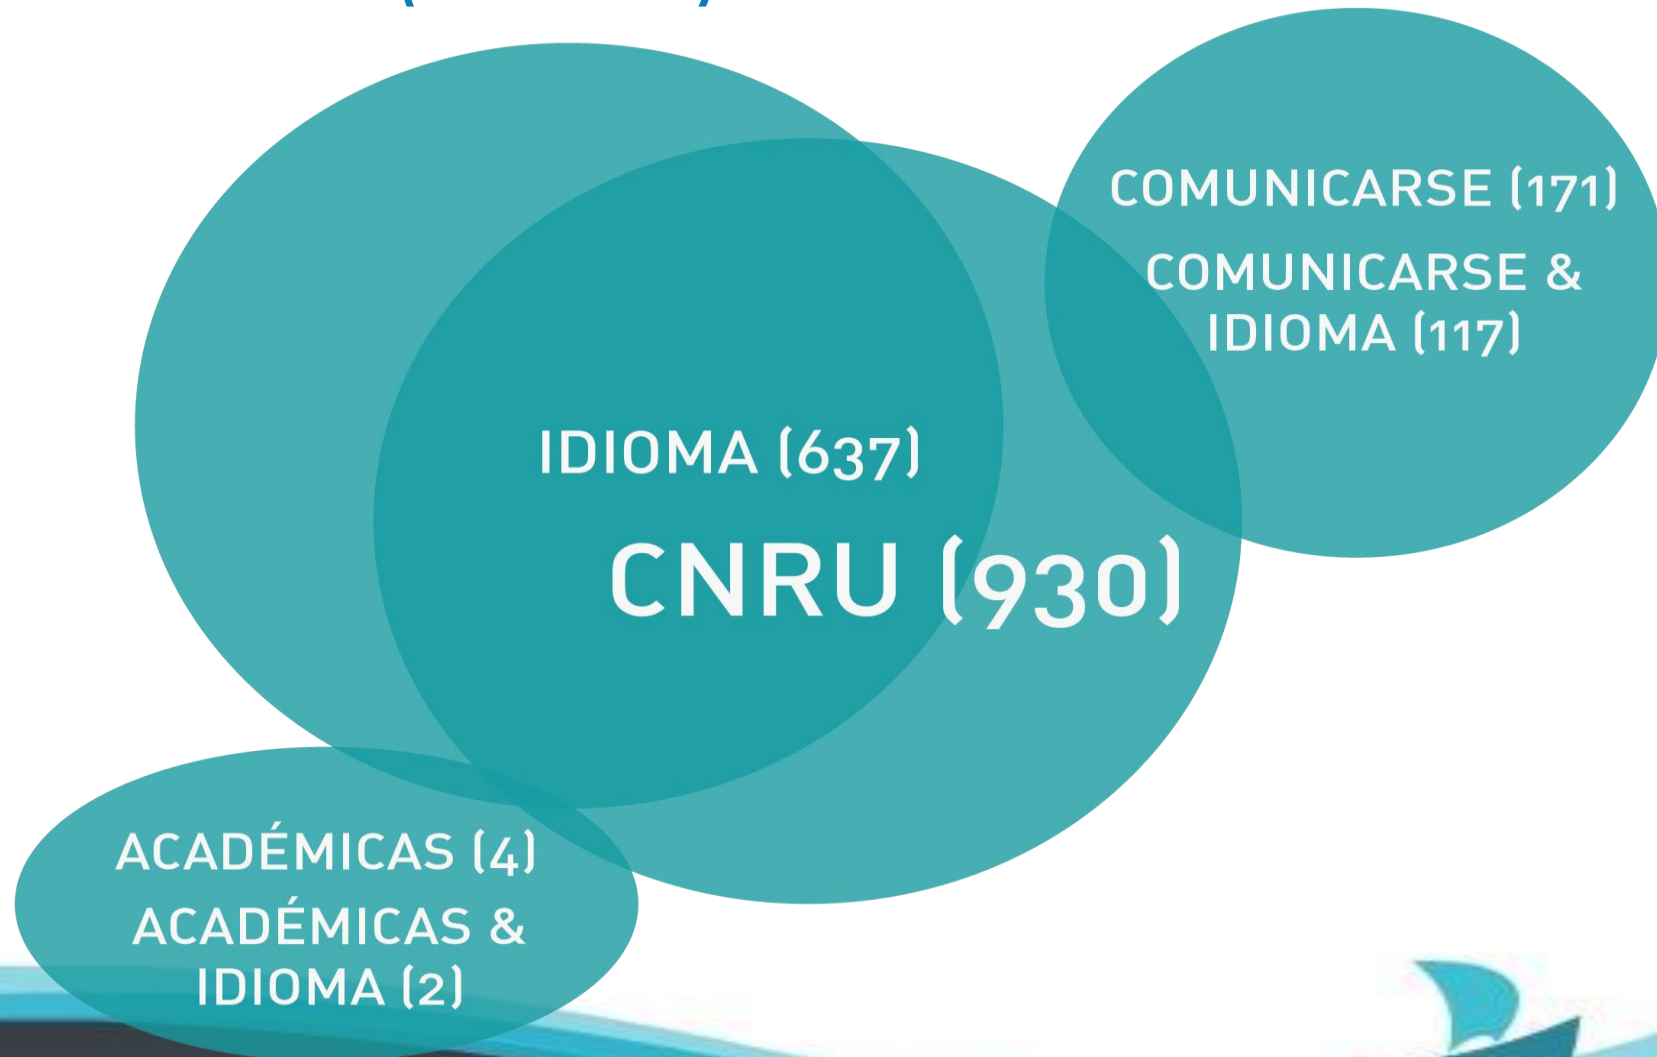 COMUNICARSE (171)
COMUNICARSE &
IDIOMA (117)
IDIOMA (637)
CNRU (930)
ACADÉMICAS (4)
ACADÉMICAS &
IDIOMA (2)